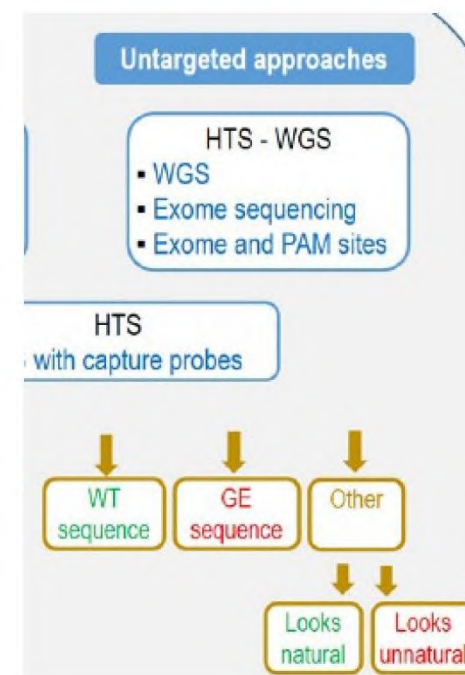 Untargeted approaches
HTS - WGS
▪ WGS
▪ Exome sequencing
▪ Exome and PAM sites
HTS
with capture probes
WT
sequence
GE
sequence
Other
Looks
natural
Looks
unnatural